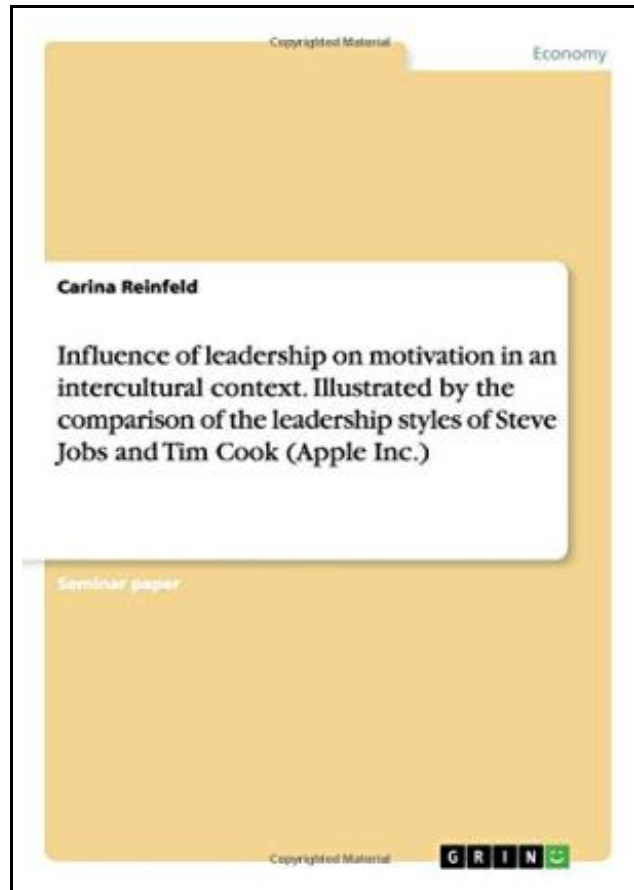 Copyrighted Material
Economy
Carina Reinfeld
Influence of leadership on motivation in an
intercultural context. Illustrated by the
comparison of the leadership styles of Steve
Jobs and Tim Cook (Apple Inc.)
Seminar paper
Copyrighted Material
GRIN